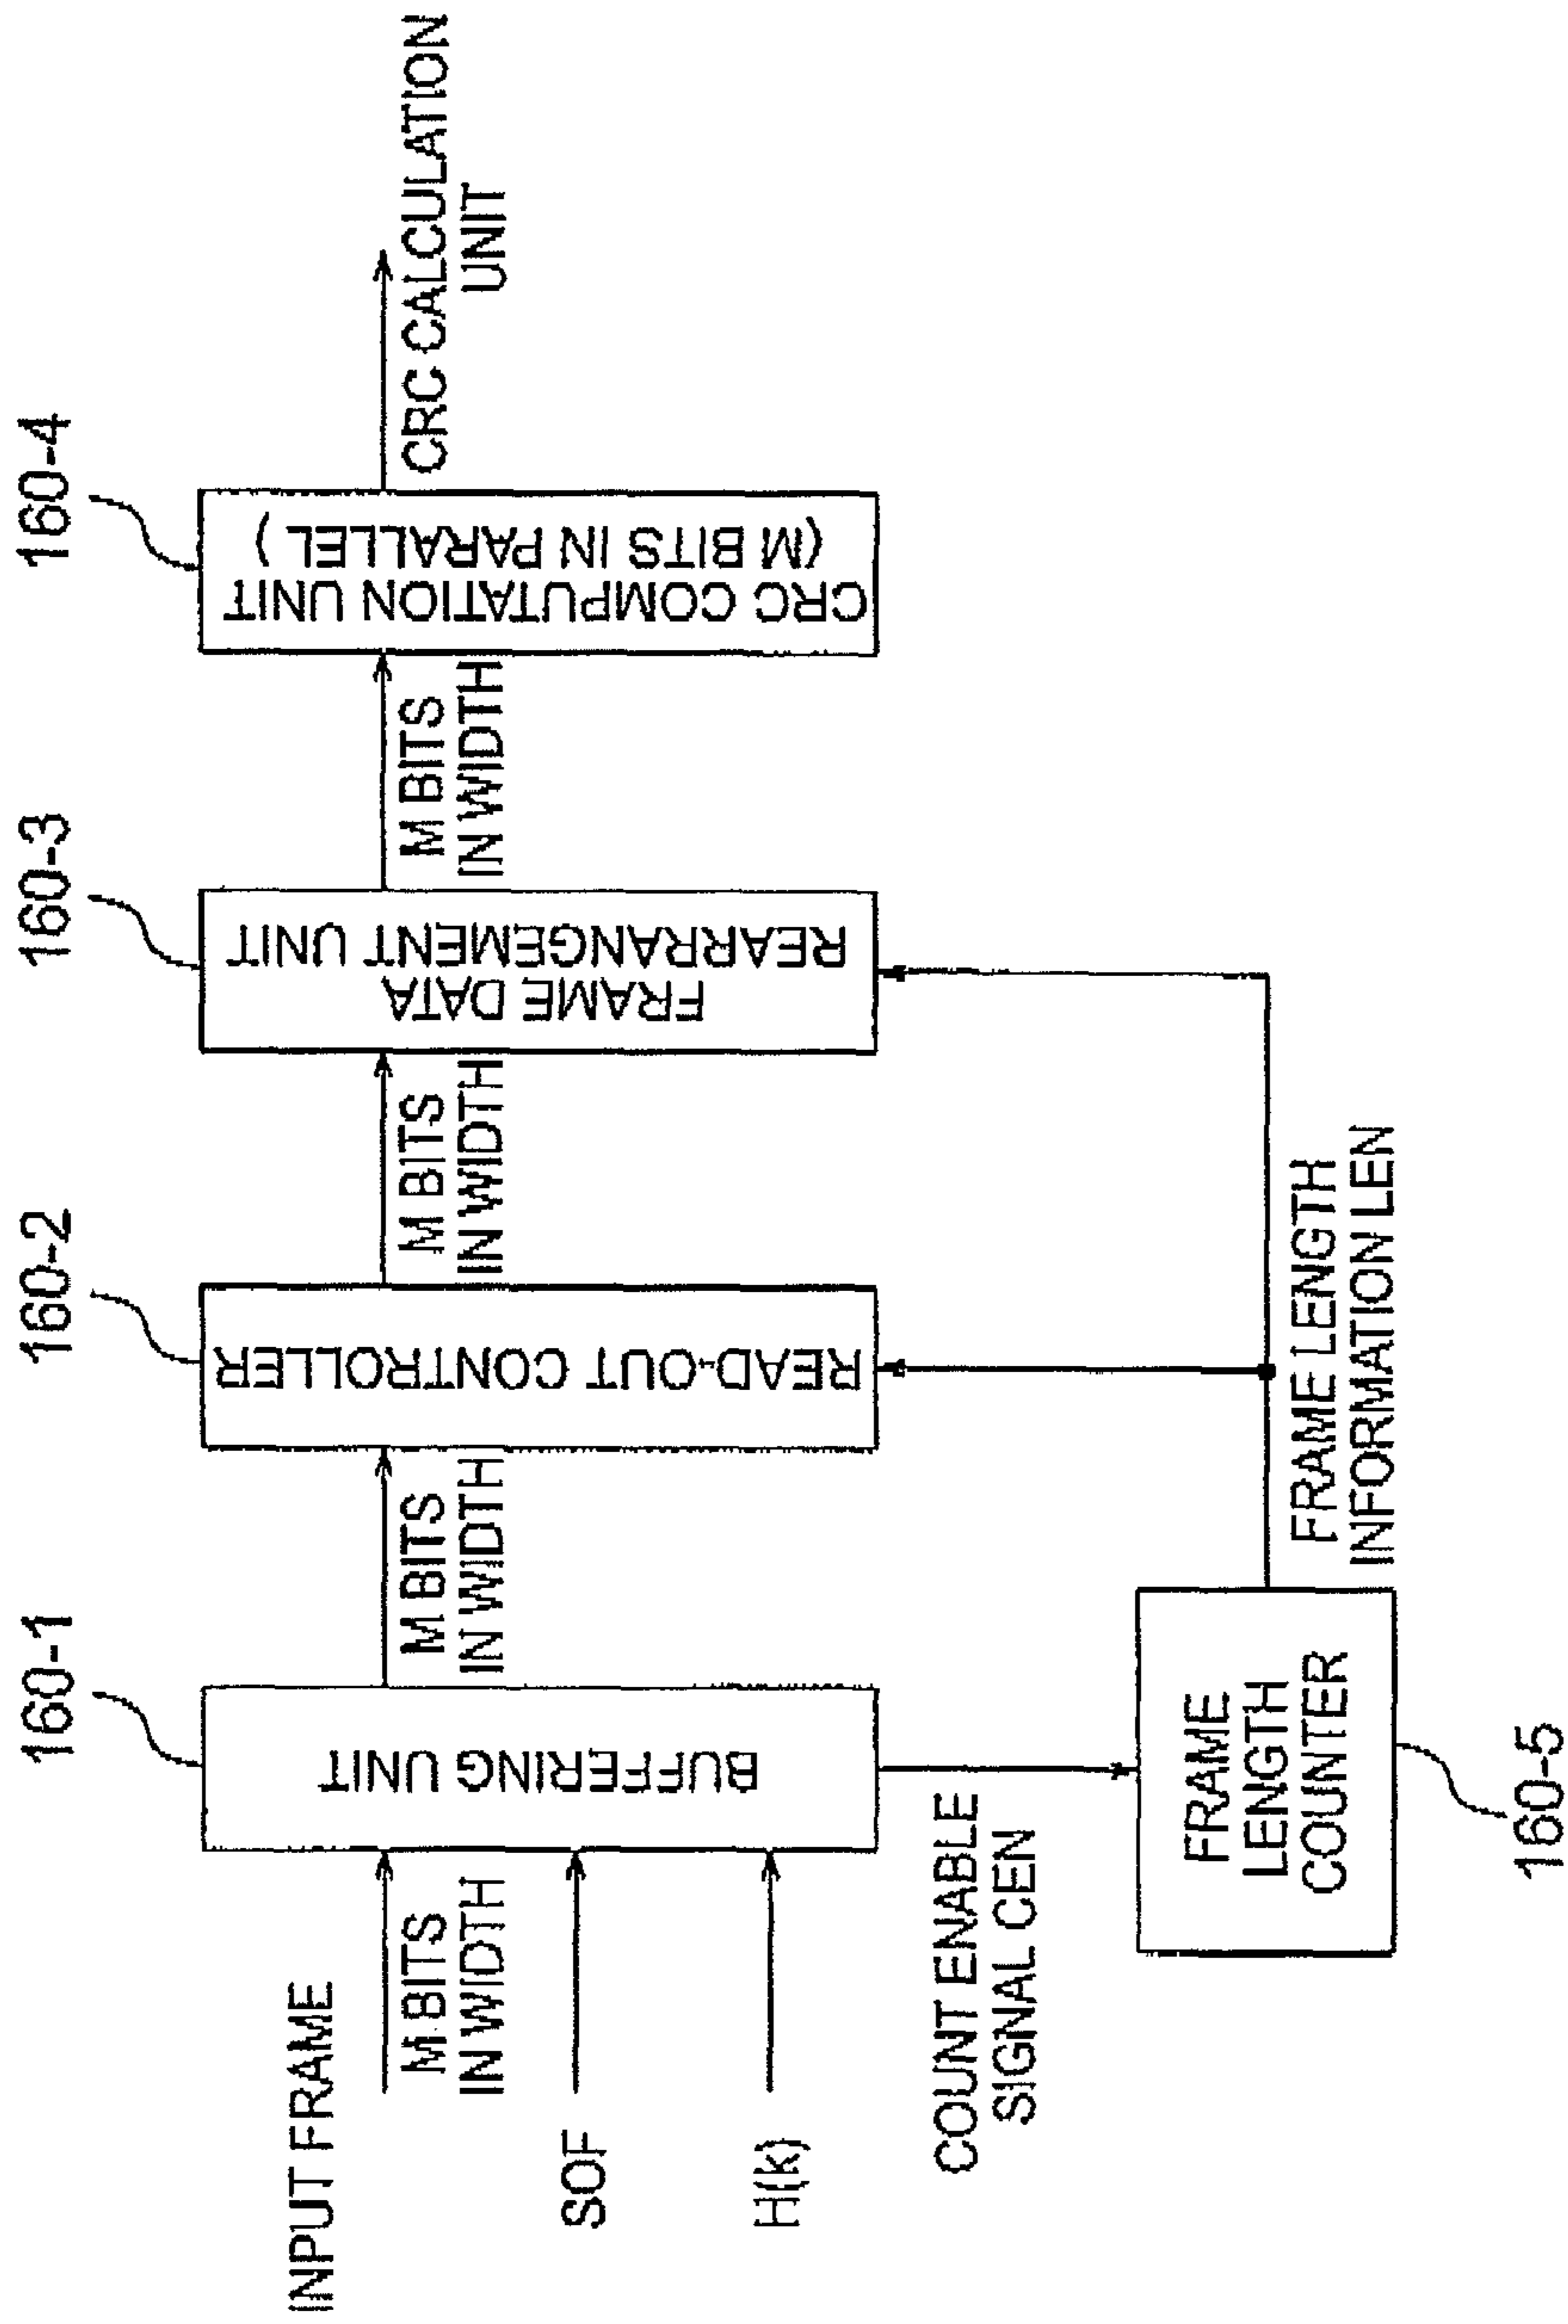 160-1
160-2
160-3
160-4
INPUT FRAME
M BITS
IN WIDTH
SOF
H(k)
BUFFERING UNIT
M BITS
IN WIDTH
READ-OUT CONTROLLER
M BITS
IN WIDTH
FRAME DATA
REARRANGEMENT UNIT
M BITS
IN WIDTH
CRC COMPUTATION UNIT
(M BITS IN PARALLEL)
CRC CALCULATION
UNIT
COUNT ENABLE
SIGNAL CEN
FRAME
LENGTH
COUNTER
FRAME LENGTH
INFORMATION LEN
160-5